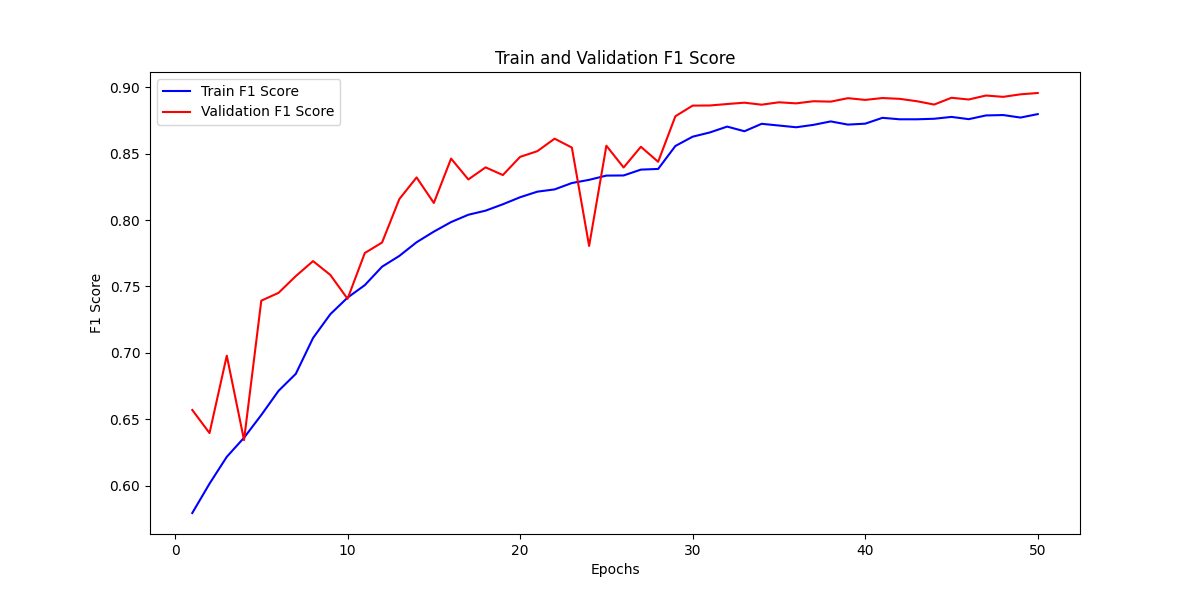 Train and Validation F1 Score
Train F1 Score
Validation F1 Score
0.90
0.85
0.80
0.75
0.70
0.65
0.60
F1 Score
0 10 20 30 40 50
Epochs